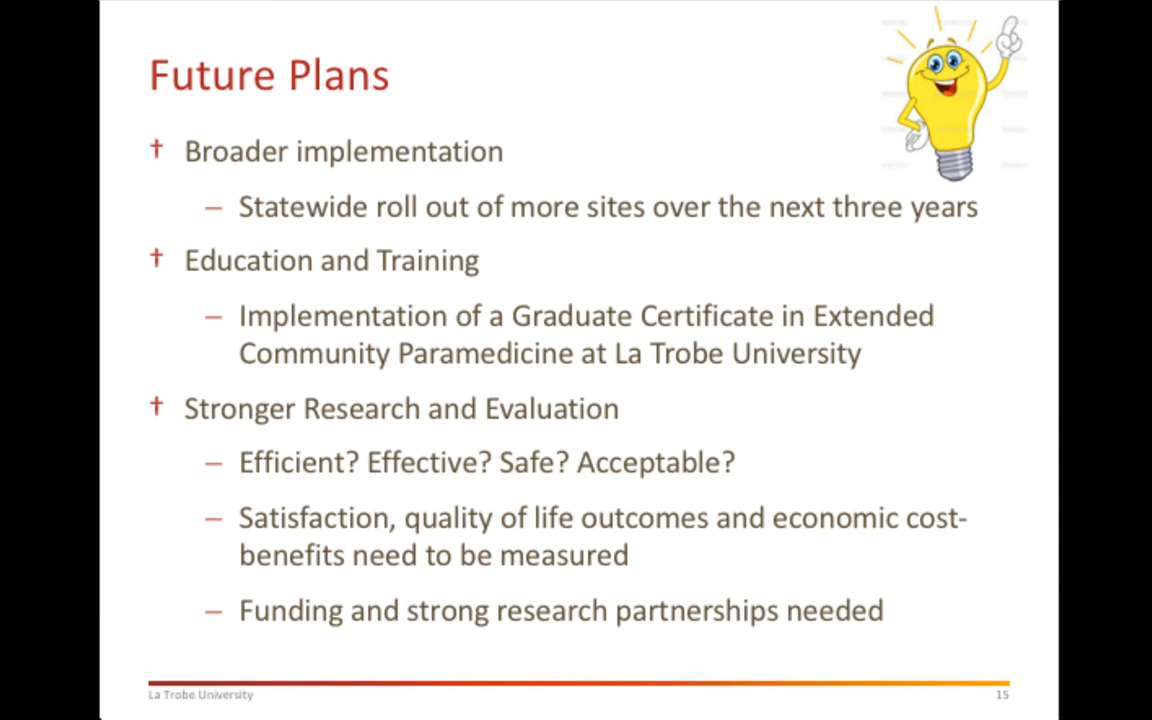 Future Plans
† Broader implementation
– Statewide roll out of more sites over the next three years
† Education and Training
– Implementation of a Graduate Certificate in Extended
Community Paramedicine at La Trobe University
† Stronger Research and Evaluation
– Efficient? Effective? Safe? Acceptable?
– Satisfaction, quality of life outcomes and economic cost-
benefits need to be measured
– Funding and strong research partnerships needed
La Trobe University
15